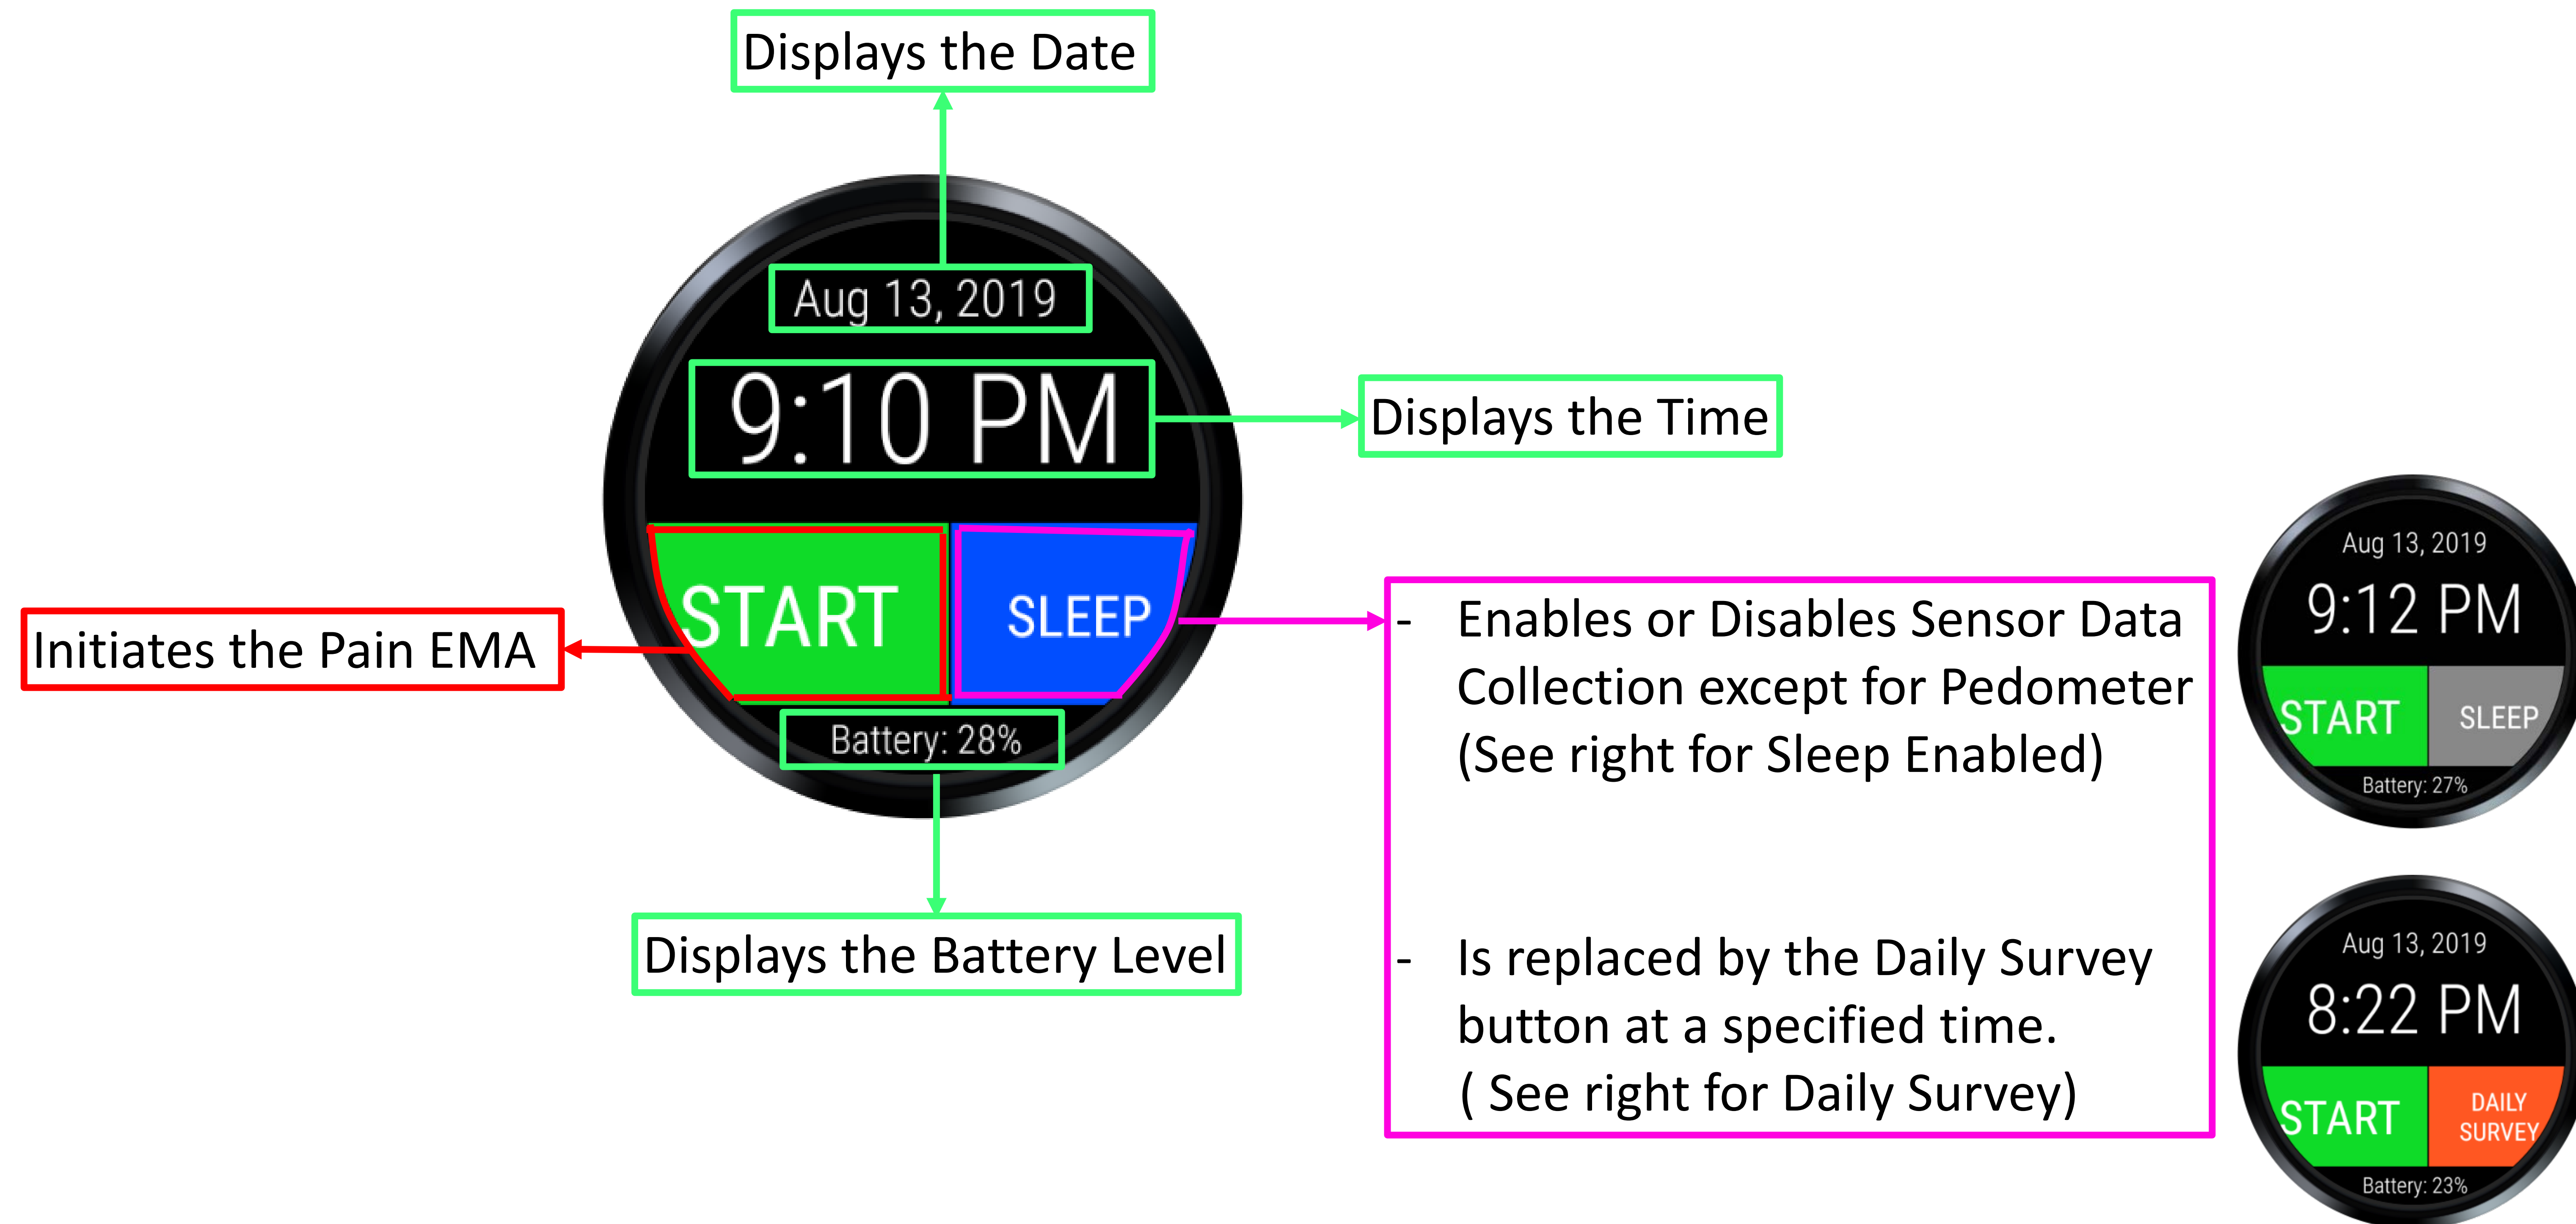 Displays the Date
Aug 13, 2019
9:10 PM
START
SLEEP
Battery: 28%
Displays the Time
Initiates the Pain EMA
Displays the Battery Level
- Enables or Disables Sensor Data
Collection except for Pedometer
(See right for Sleep Enabled)
- Is replaced by the Daily Survey
button at a specified time.
( See right for Daily Survey)
Aug 13, 2019
9:12 PM
START
SLEEP
Battery: 27%
Aug 13, 2019
8:22 PM
START
DAILY
SURVEY
Battery: 23%